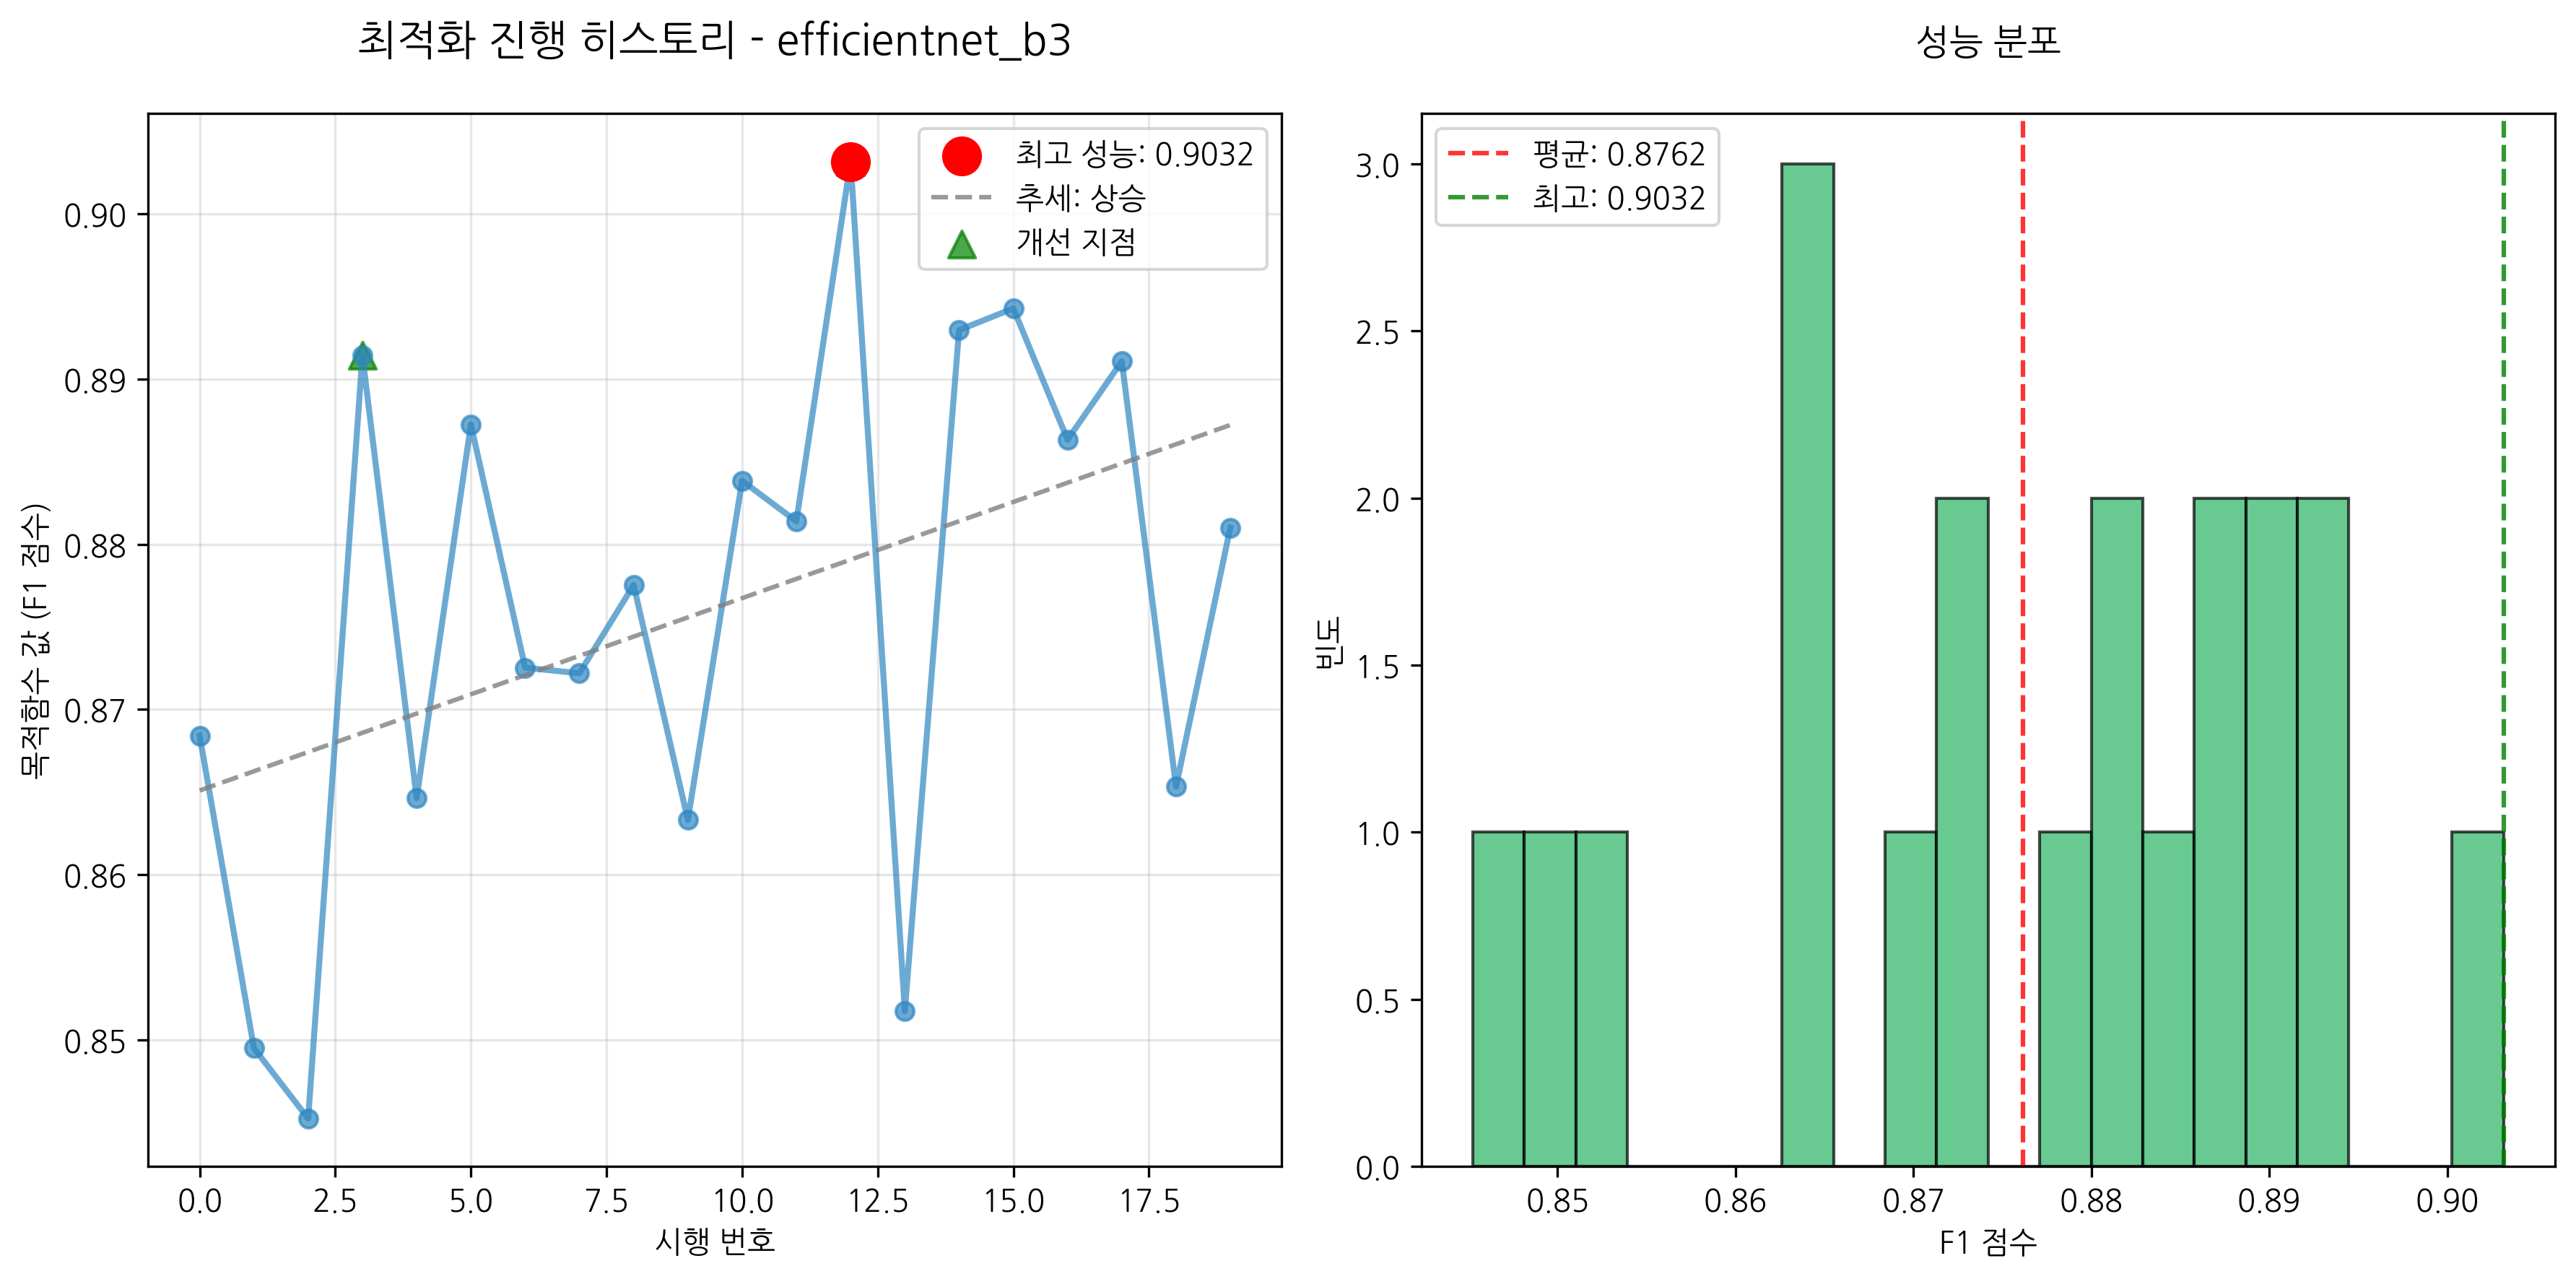 최적화 진행 히스토리 - efficientnet_b3
최고 성능: 0.9032
추세: 상승
개선 지점
목적함수 값 (F1 점수)
0.90
0.89
0.88
0.87
0.86
0.85
0.0 2.5 5.0 7.5 10.0 12.5 15.0 17.5
시행 번호
성능 분포
평균: 0.8762
최고: 0.9032
빈도
3.0
2.5
2.0
1.5
1.0
0.5
0.0
0.85 0.86 0.87 0.88 0.89 0.90
F1 점수